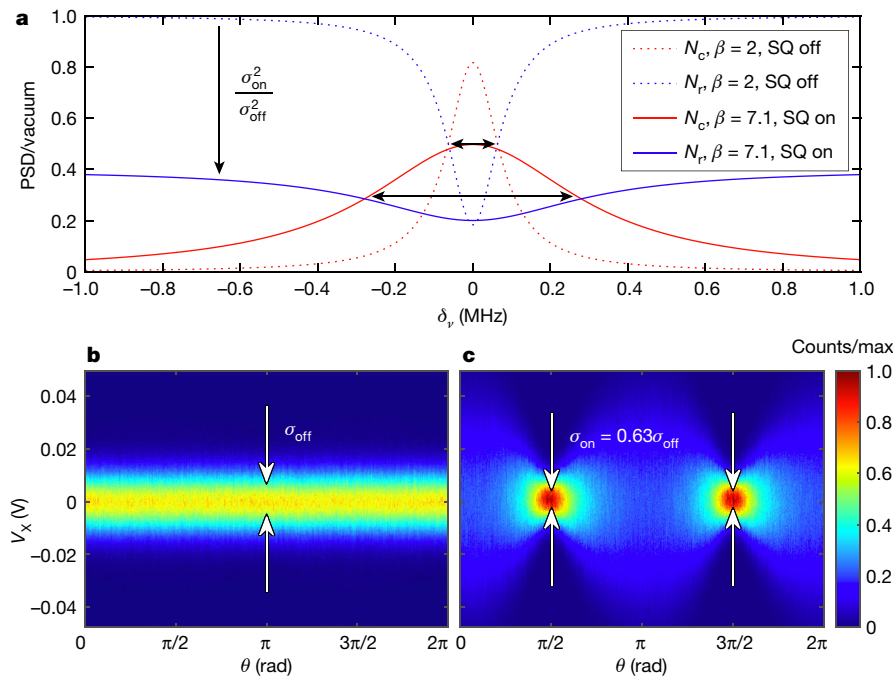 a
PSD/vacuum
1.0
0.8
0.6
0.4
0.2
0
σ²on
σ²off
Nc, β = 2, SQ off
Nr, β = 2, SQ off
Nc, β = 7.1, SQ on
Nr, β = 7.1, SQ on
−1.0 −0.8 −0.6 −0.4 −0.2 0 0.2 0.4 0.6 0.8 1.0
δν (MHz)
b
Vx (V)
0.04
0.02
0
−0.02
−0.04
σoff
0 π/2 π 3π/2 2π
θ (rad)
c
σon = 0.63σoff
0 π/2 π 3π/2 2π
θ (rad)
Counts/max
1.0
0.8
0.6
0.4
0.2
0